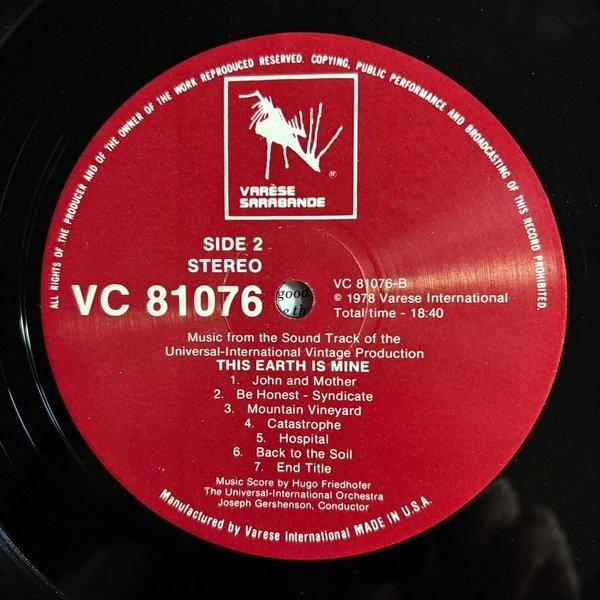 ALL RIGHTS OF THE PRODUCER AND OF THE OWNER OF THE WORK REPRODUCED RESERVED. COPYING, PUBLIC PERFORMANCE AND BROADCASTING OF THIS RECORD PROHIBITED.
VARÈSE
SARABANDE
®
SIDE 2
STEREO
VC 81076
good
e th
VC 81076-B
© 1978 Varese International
Total time - 18:40
Music from the Sound Track of the
Universal-International Vintage Production
THIS EARTH IS MINE
1. John and Mother
2. Be Honest - Syndicate
3. Mountain Vineyard
4. Catastrophe
5. Hospital
6. Back to the Soil
7. End Title
Music Score by Hugo Friedhofer
The Universal-International Orchestra
Joseph Gershenson, Conductor
Manufactured by Varese International MADE IN U.S.A.